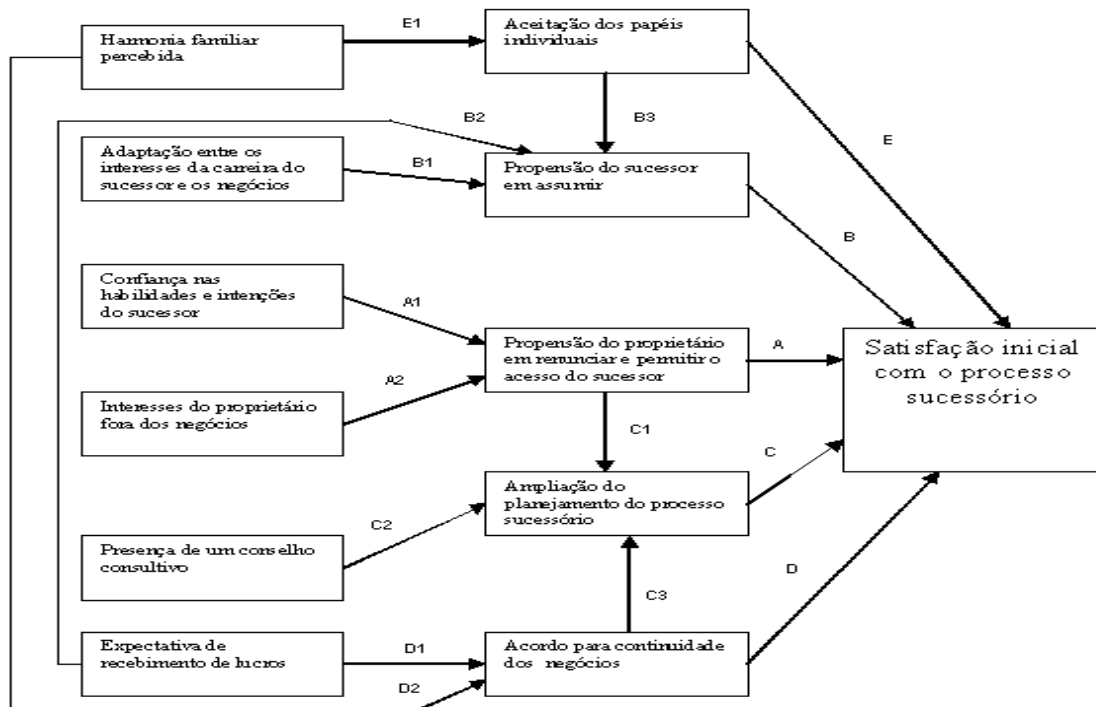 E1
Harmonia familiar
percebida
Aceitação dos papéis
individuais
B2
B3
E
Adaptação entre os
interesses da carreira do
sucessor e os negócios
B1
Propensão do sucessor
em assumir
B
Confiança nas
habilidades e intenções
do sucessor
A1
Propensão do proprietário
em renunciar e permitir o
acesso do sucessor
A
Satisfação inicial
com o processo
sucessório
A2
Interesses do proprietário
fora dos negócios
C1
C
Ampliação do
planejamento do processo
sucessório
C2
Presença de um conselho
consultivo
D
C3
Expectativa de
recebimento de lucros
D1
Acordo para continuidade
dos negócios
D2